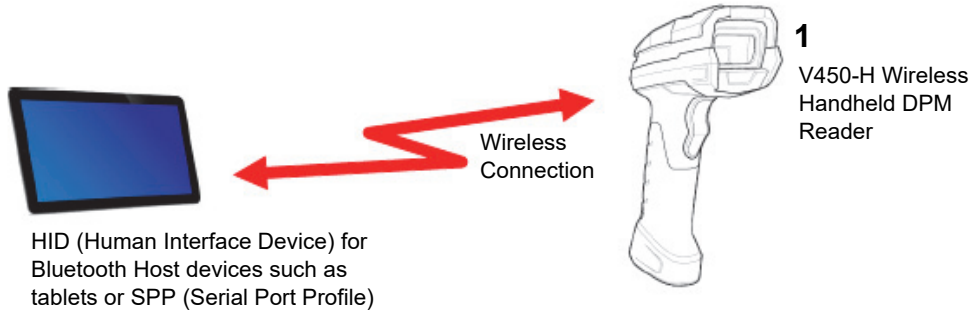 1
V450-H Wireless
Handheld DPM
Reader
Wireless
Connection
HID (Human Interface Device) for
Bluetooth Host devices such as
tablets or SPP (Serial Port Profile)